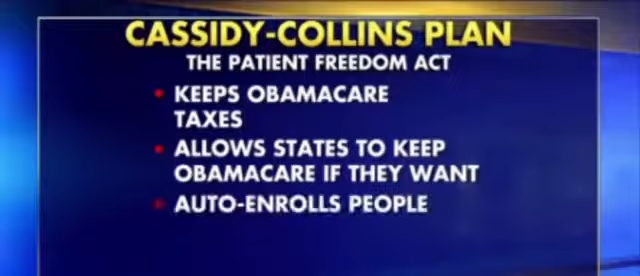 CASSIDY-COLLINS PLAN
THE PATIENT FREEDOM ACT
• KEEPS OBAMACARE
TAXES
• ALLOWS STATES TO KEEP
OBAMACARE IF THEY WANT
• AUTO-ENROLLS PEOPLE